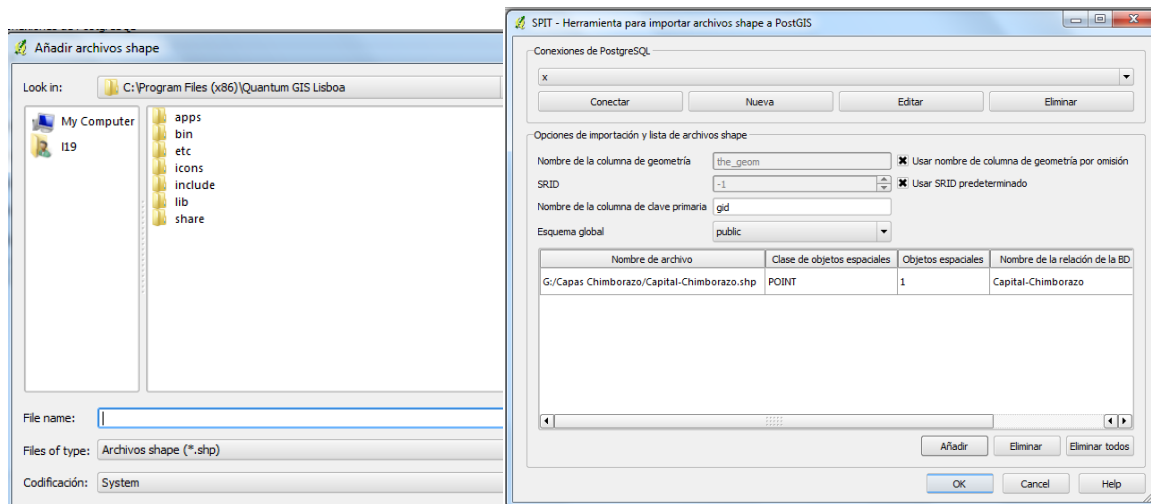 Añadir archivos shape
Look in:
C:\Program Files (x86)\Quantum GIS Lisboa
My Computer
I19
apps
bin
etc
icons
include
lib
share
File name:
Files of type: Archivos shape (*.shp)
Codificación: System
SPIT - Herramienta para importar archivos shape a PostGIS
Conexiones de PostgreSQL
x
Conectar Nueva Editar Eliminar
Opciones de importación y lista de archivos shape
Nombre de la columna de geometría the_geom Usar nombre de columna de geometría por omisión
SRID -1 Usar SRID predeterminado
Nombre de la columna de clave primaria gid
Esquema global public
Nombre de archivo Clase de objetos espaciales Objetos espaciales Nombre de la relación de la BD
G:/Capas Chimborazo/Capital-Chimborazo.shp POINT 1 Capital-Chimborazo
Añadir Eliminar Eliminar todos
OK Cancel Help